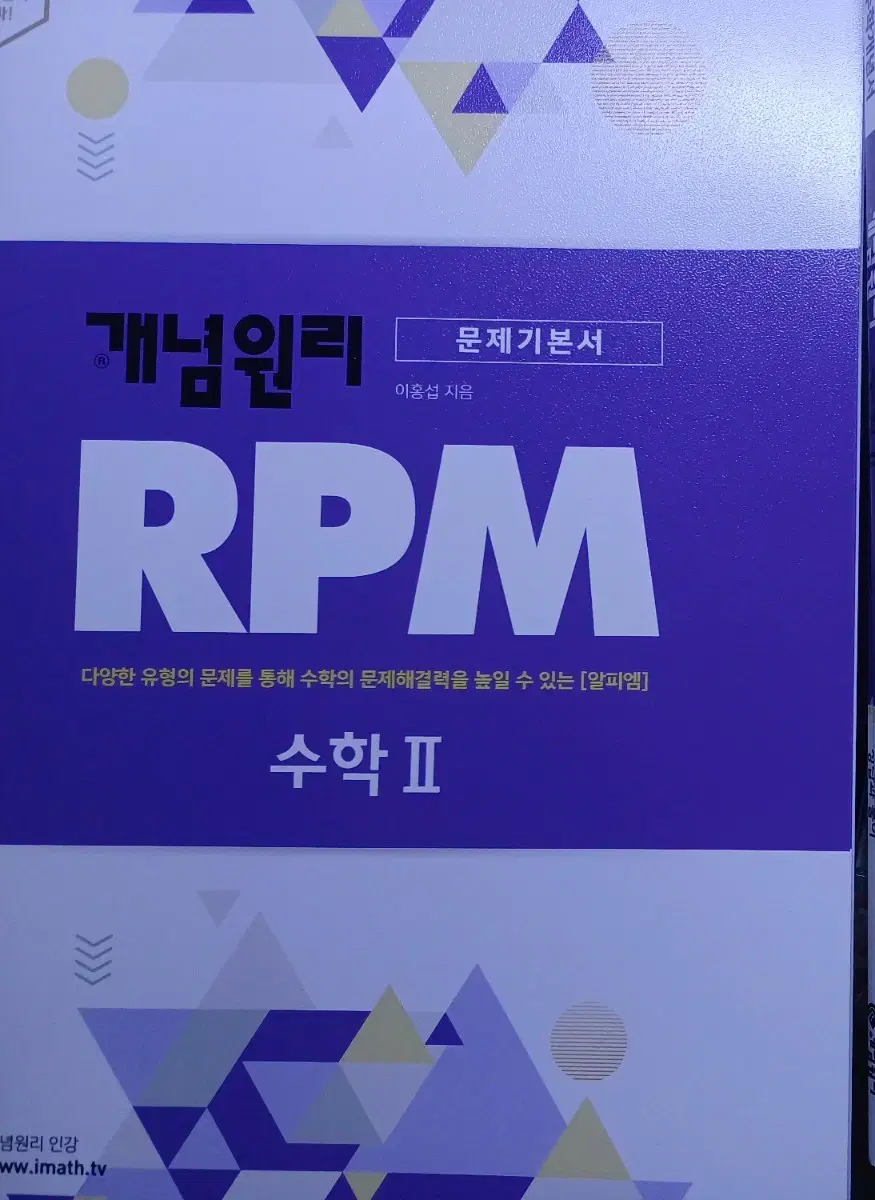 개념원리
®
문제기본서
이홍섭 지음
RPM
다양한 유형의 문제를 통해 수학의 문제해결력을 높일 수 있는 [알피엠]
수학 Ⅱ
념원리 인강
ww.imath.tv